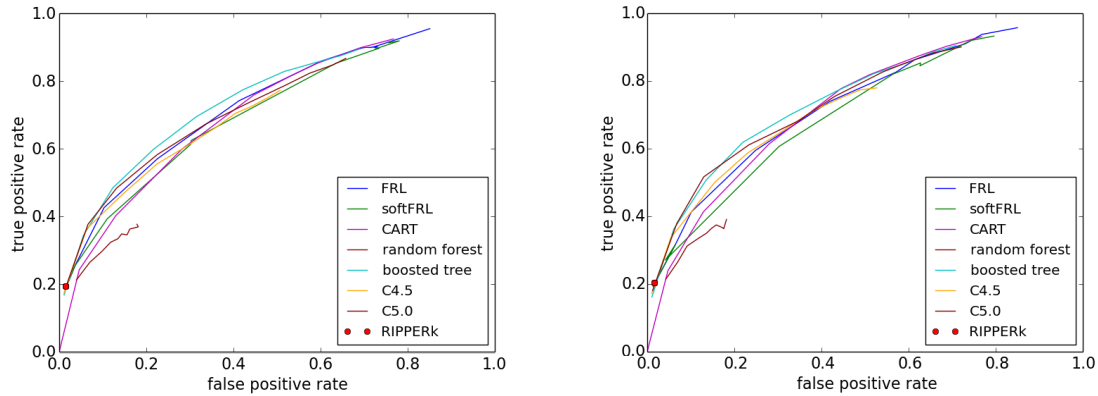 1.0
0.8
0.6
0.4
0.2
0.0
true positive rate
0.0 0.2 0.4 0.6 0.8 1.0
false positive rate
FRL
softFRL
CART
random forest
boosted tree
C4.5
C5.0
RIPPERk
1.0
0.8
0.6
0.4
0.2
0.0
true positive rate
0.0 0.2 0.4 0.6 0.8 1.0
false positive rate
FRL
softFRL
CART
random forest
boosted tree
C4.5
C5.0
RIPPERk